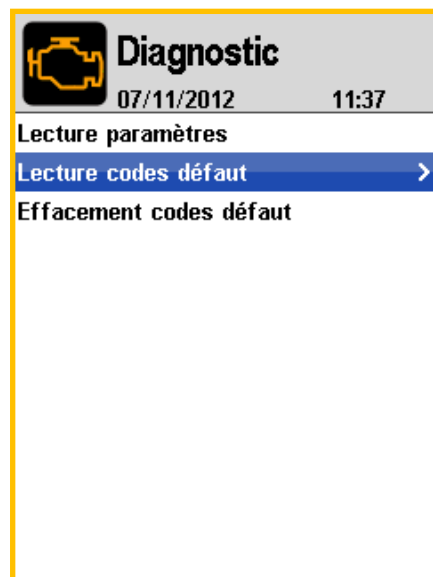 Diagnostic
07/11/2012 11:37
Lecture paramètres
Lecture codes défaut >
Effacement codes défaut